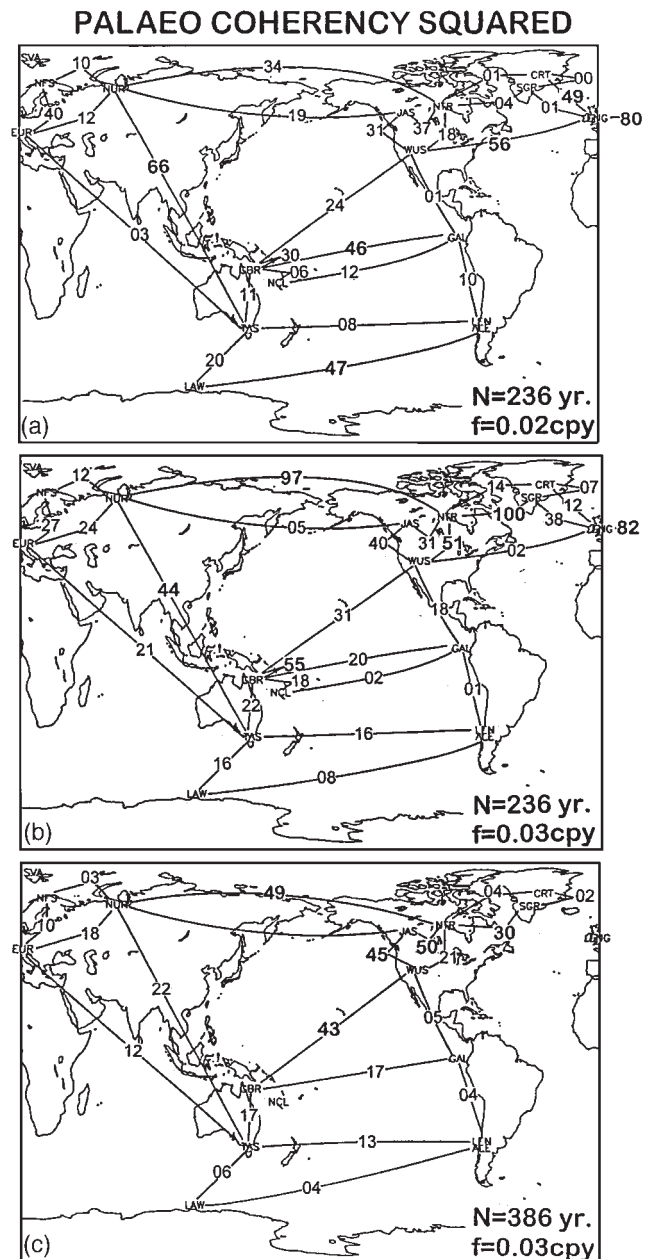 PALAEO COHERENCY SQUARED
SVA 10 34 01 CRT 00
NFS NUR NTR SGR 49
40 12 19 JAS 04 01
EUR 31 37 18 ENG 80
WUS 56
66 24 01
03 30 46 GAL
GBR 06 12
NCL 10
11
TAS 08 LEN
ALE
20 47
LAW
N=236 yr.
(a) f=0.02cpy
SVA 12 97 14 CRT 07
NFS NUR NTR SGR 12
27 24 05 JAS 100 38
EUR 40 31 51 02 ENG 82
WUS
44 31 18
21 55 20 GAL
GBR 18 02
NCL 01
22
TAS 16 LEN
ALE
16 08
LAW
N=236 yr.
(b) f=0.03cpy
SVA 03 49 04 CRT 02
NFS NUR NTR SGR
10 18 JAS 30
EUR 45 50 21 ENG
WUS
22 43 05
12 17 GAL
GBR
NCL 04
17
TAS 13 LEN
ALE
06 04
LAW
N=386 yr.
(c) f=0.03cpy